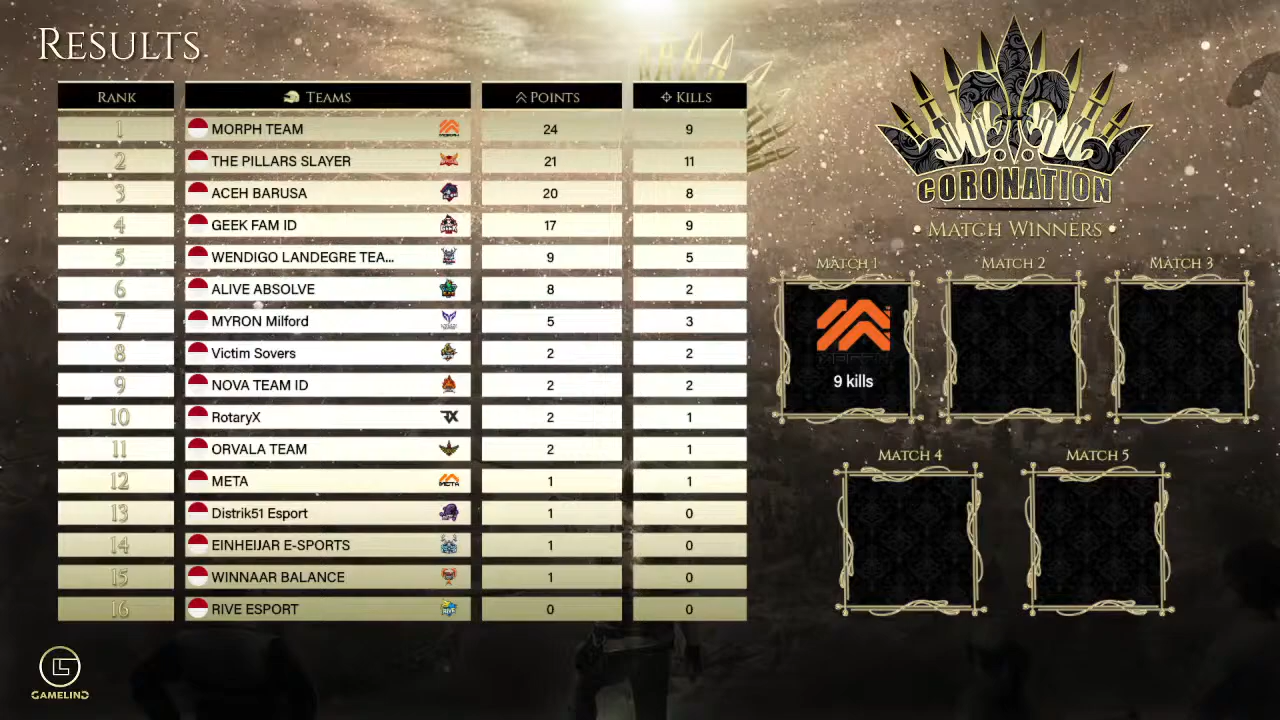 RESULTS
RANK TEAMS POINTS KILLS
1 MORPH TEAM 24 9
2 THE PILLARS SLAYER 21 11
3 ACEH BARUSA 20 8
4 GEEK FAM ID 17 9
5 WENDIGO LANDEGRE TEA... 9 5
6 ALIVE ABSOLVE 8 2
7 MYRON Milford 5 3
8 Victim Sovers 2 2
9 NOVA TEAM ID 2 2
10 RotaryX 2 1
11 ORVALA TEAM 2 1
12 META 1 1
13 Distrik51 Esport 1 0
14 EINHEIJAR E-SPORTS 1 0
15 WINNAAR BALANCE 1 0
16 RIVE ESPORT 0 0
CORONATION
MATCH WINNERS
MATCH 1 MATCH 2 MATCH 3
MORPH
9 kills
MATCH 4 MATCH 5
GAMELIND